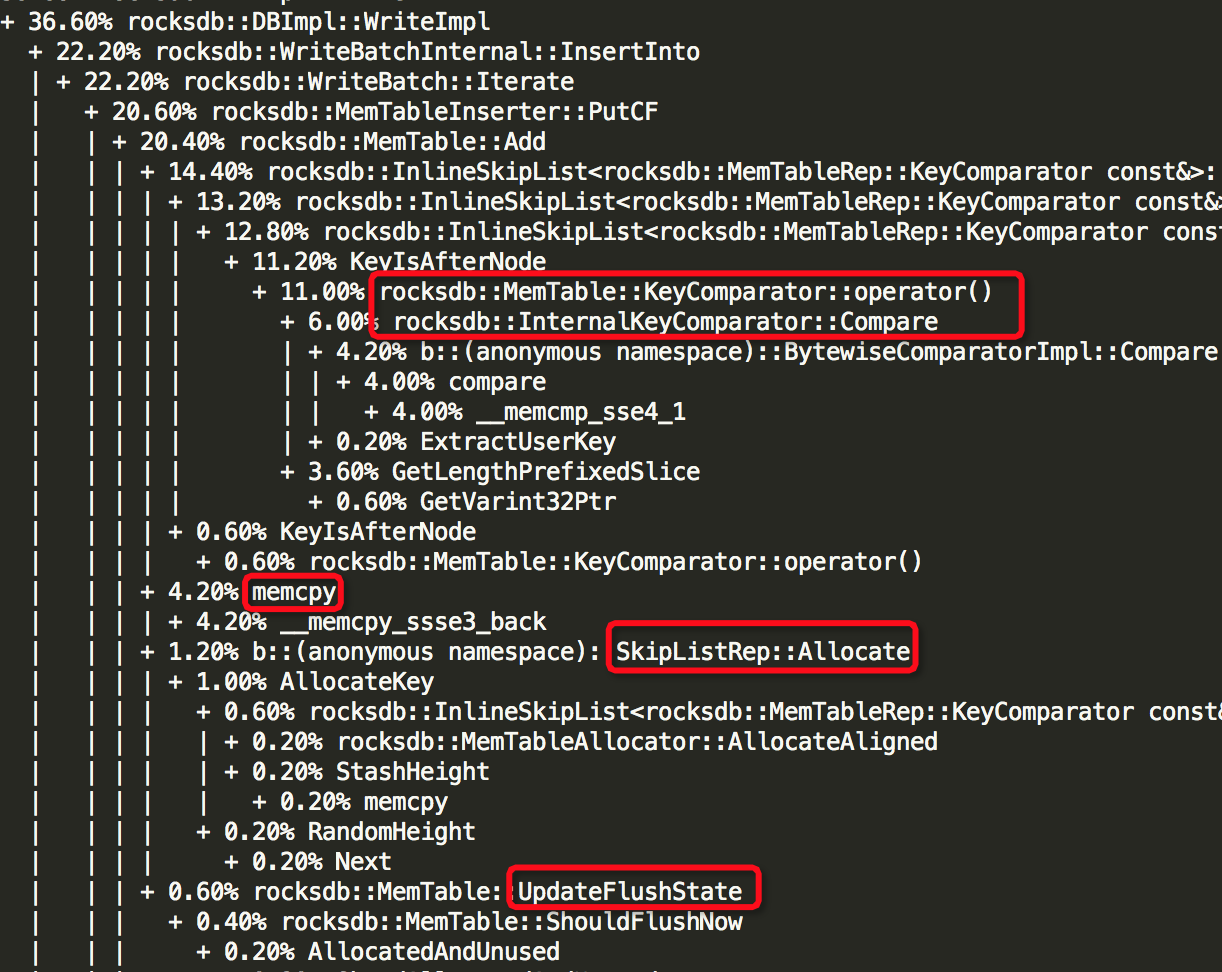 + 36.60% rocksdb::DBImpl::WriteImpl
+ 22.20% rocksdb::WriteBatchInternal::InsertInto
| + 22.20% rocksdb::WriteBatch::Iterate
| + 20.60% rocksdb::MemTableInserter::PutCF
| | + 20.40% rocksdb::MemTable::Add
| | | + 14.40% rocksdb::InlineSkipList<rocksdb::MemTableRep::KeyComparator const&>:
| | | | + 13.20% rocksdb::InlineSkipList<rocksdb::MemTableRep::KeyComparator const&>
| | | | | + 12.80% rocksdb::InlineSkipList<rocksdb::MemTableRep::KeyComparator const
| | | | | + 11.20% KeyIsAfterNode
| | | | | + 11.00% rocksdb::MemTable::KeyComparator::operator()
| | | | | + 6.00% rocksdb::InternalKeyComparator::Compare
| | | | | | + 4.20% b::(anonymous namespace)::BytewiseComparatorImpl::Compare
| | | | | | | + 4.00% compare
| | | | | | | + 4.00% __memcmp_sse4_1
| | | | | | + 0.20% ExtractUserKey
| | | | | + 3.60% GetLengthPrefixedSlice
| | | | | + 0.60% GetVarint32Ptr
| | | | + 0.60% KeyIsAfterNode
| | | | + 0.60% rocksdb::MemTable::KeyComparator::operator()
| | | + 4.20% memcpy
| | | | + 4.20% __memcpy_ssse3_back
| | | + 1.20% b::(anonymous namespace)::SkipListRep::Allocate
| | | | + 1.00% AllocateKey
| | | | + 0.60% rocksdb::InlineSkipList<rocksdb::MemTableRep::KeyComparator const&
| | | | | + 0.20% rocksdb::MemTableAllocator::AllocateAligned
| | | | | + 0.20% StashHeight
| | | | | + 0.20% memcpy
| | | | + 0.20% RandomHeight
| | | | + 0.20% Next
| | | + 0.60% rocksdb::MemTable::UpdateFlushState
| | | + 0.40% rocksdb::MemTable::ShouldFlushNow
| | | + 0.20% AllocatedAndUnused